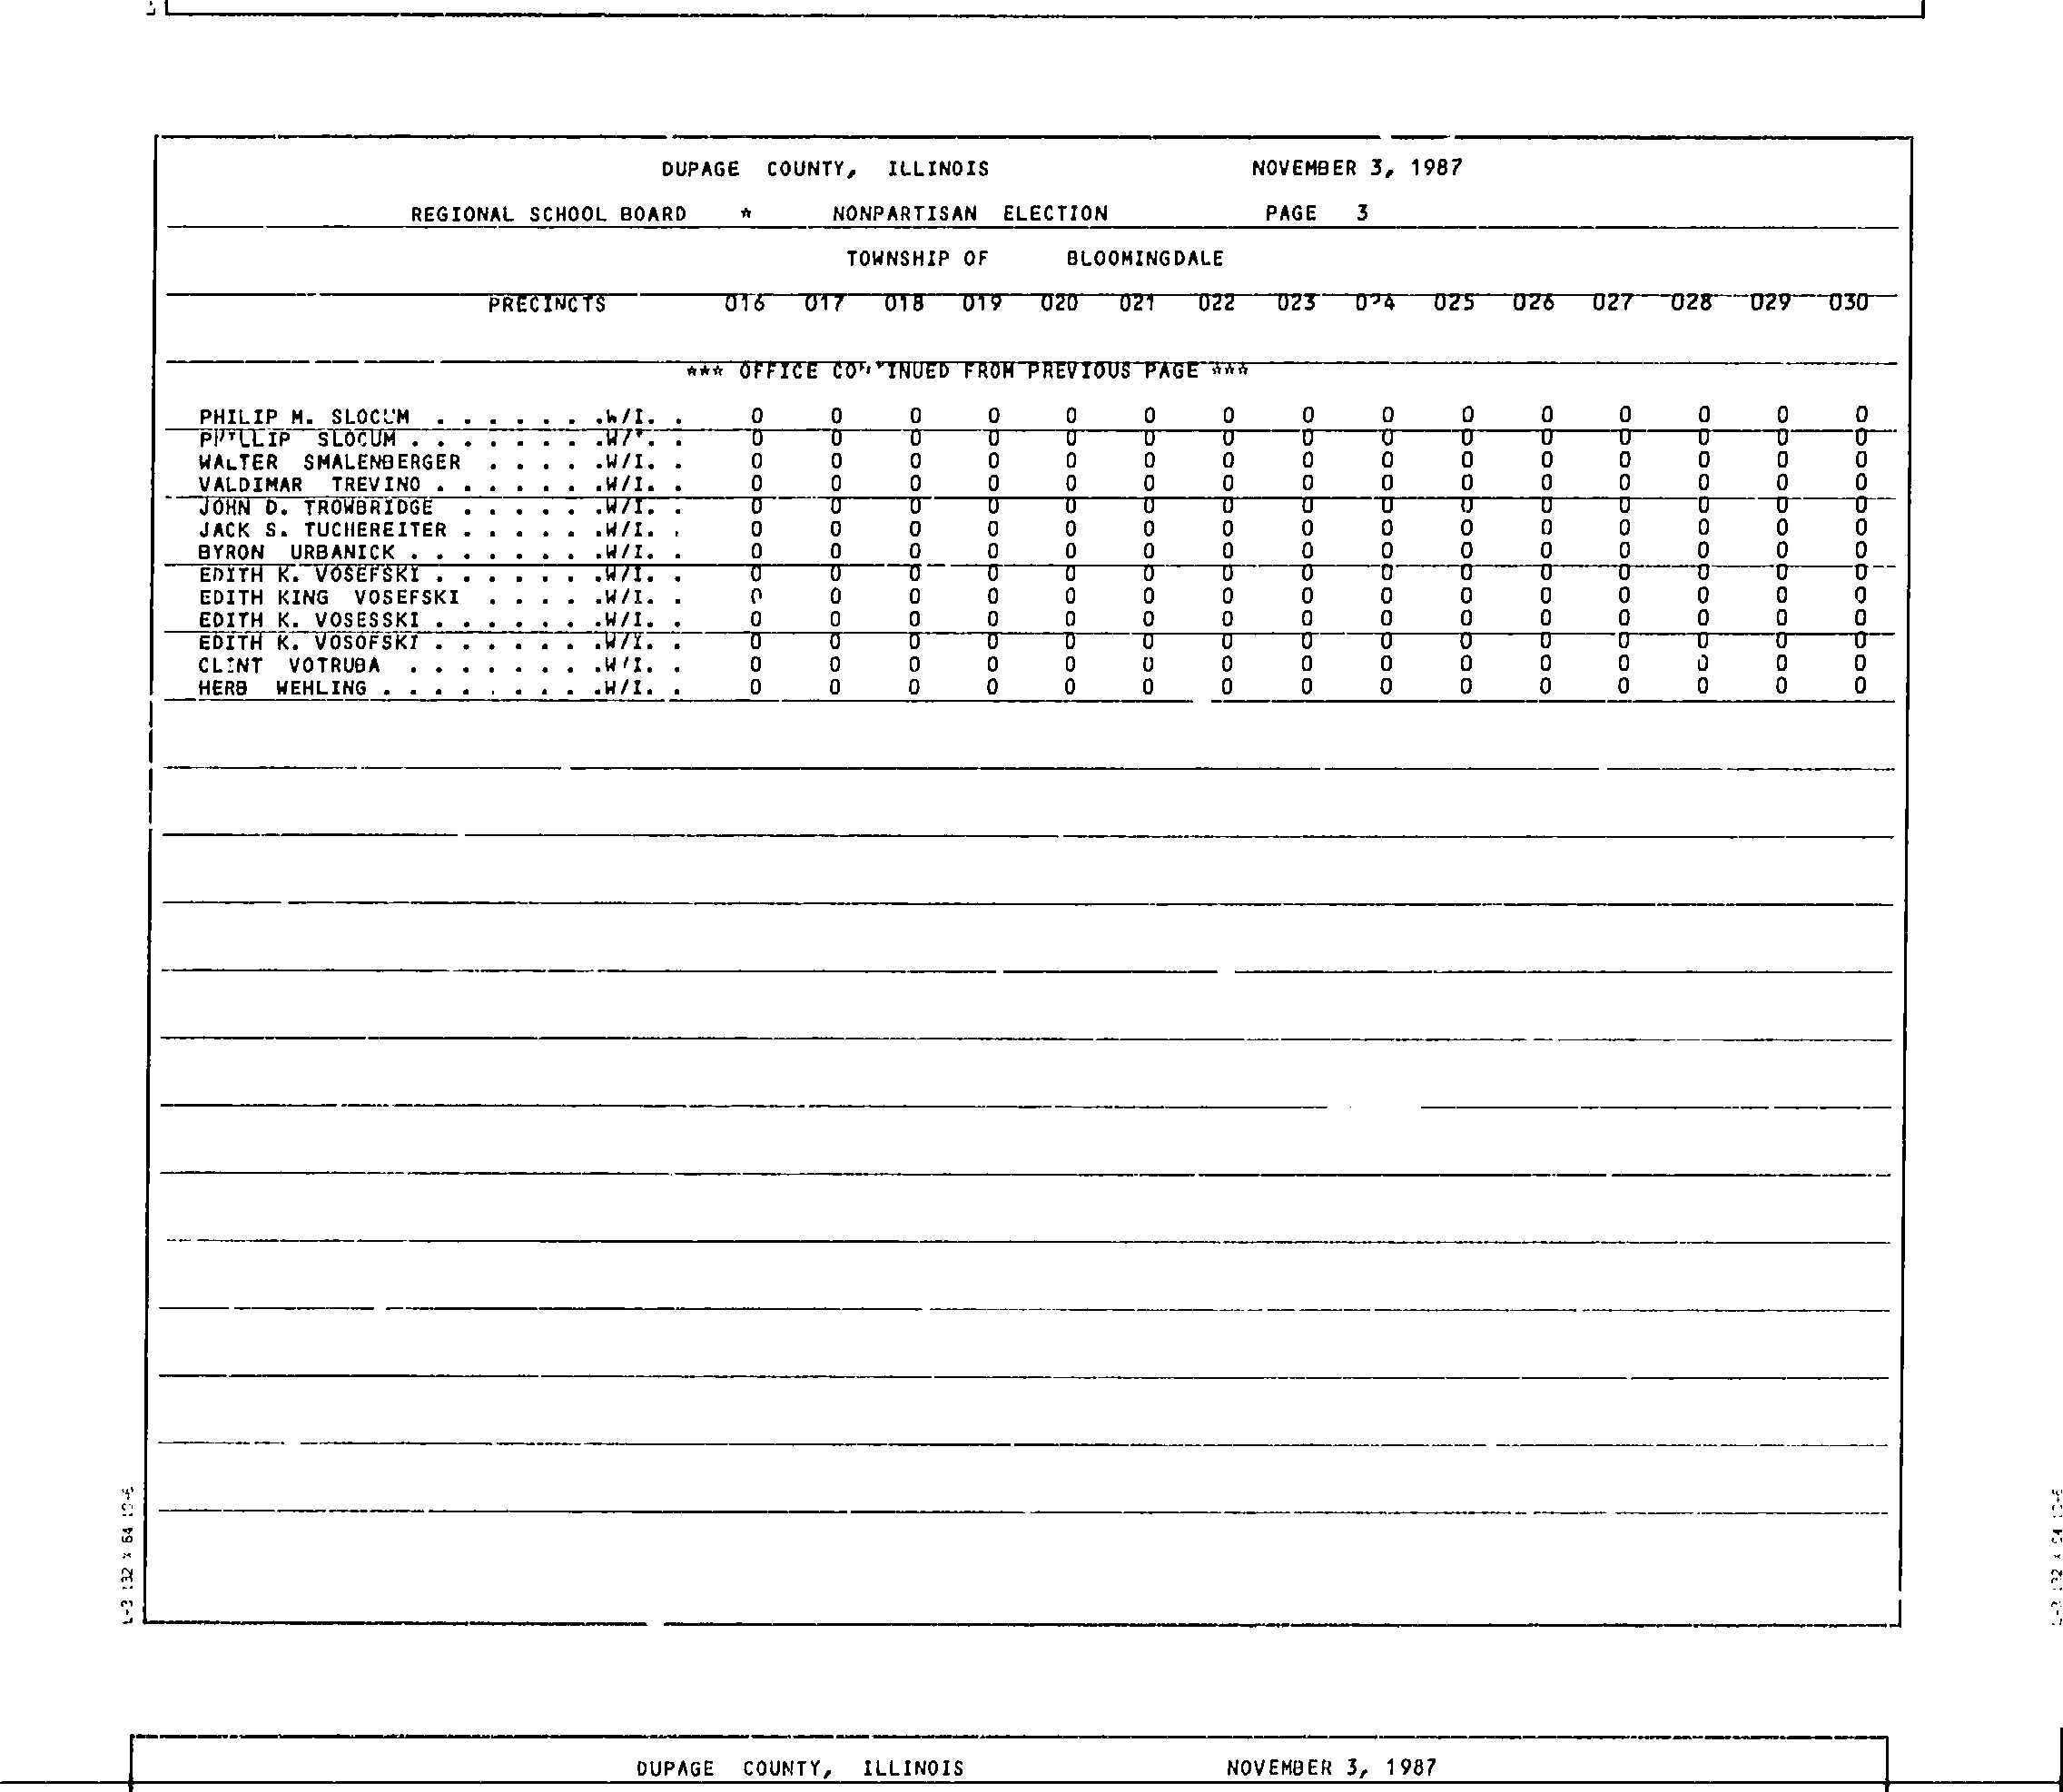 DUPAGE COUNTY, ILLINOIS NOVEMBER 3, 1987
REGIONAL SCHOOL BOARD * NONPARTISAN ELECTION PAGE 3
TOWNSHIP OF BLOOMINGDALE
PRECINCTS 016 017 018 019 020 021 022 023 024 025 026 027 028 029 030
*** OFFICE CONTINUED FROM PREVIOUS PAGE ***
PHILIP M. SLOCUM . . . . . . .W/I. . 0 0 0 0 0 0 0 0 0 0 0 0 0 0 0
PHILLIP SLOCUM . . . . . . . .W/I. . 0 0 0 0 0 0 0 0 0 0 0 0 0 0 0
WALTER SMALENBERGER . . . . .W/I. . 0 0 0 0 0 0 0 0 0 0 0 0 0 0 0
VALDIMAR TREVINO . . . . . . .W/I. . 0 0 0 0 0 0 0 0 0 0 0 0 0 0 0
JOHN D. TROWBRIDGE . . . . . .W/I. . 0 0 0 0 0 0 0 0 0 0 0 0 0 0 0
JACK S. TUCHEREITER . . . . . .W/I. . 0 0 0 0 0 0 0 0 0 0 0 0 0 0 0
BYRON URBANICK . . . . . . . .W/I. . 0 0 0 0 0 0 0 0 0 0 0 0 0 0 0
EDITH K. VOSEFSKI . . . . . . .W/I. . 0 0 0 0 0 0 0 0 0 0 0 0 0 0 0
EDITH KING VOSEFSKI . . . . .W/I. . 0 0 0 0 0 0 0 0 0 0 0 0 0 0 0
EDITH K. VOSESSKI . . . . . . .W/I. . 0 0 0 0 0 0 0 0 0 0 0 0 0 0 0
EDITH K. VOSOFSKI . . . . . . .W/I. . 0 0 0 0 0 0 0 0 0 0 0 0 0 0 0
CLINT VOTRUBA . . . . . . . .W/I. . 0 0 0 0 0 0 0 0 0 0 0 0 0 0 0
HERB WEHLING . . . . . . . . .W/I. . 0 0 0 0 0 0 0 0 0 0 0 0 0 0 0
DUPAGE COUNTY, ILLINOIS NOVEMBER 3, 1987